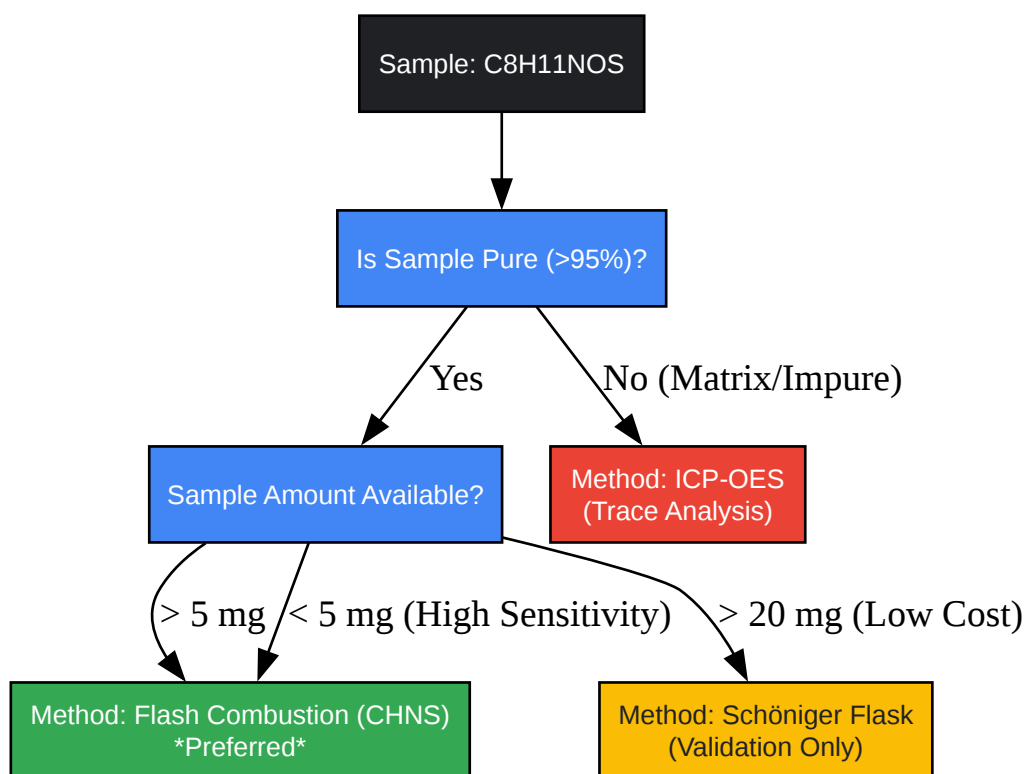 Sample: C8H11NOS
Is Sample Pure (>95%)?
Yes
No (Matrix/Impure)
Sample Amount Available?
Method: ICP-OES
(Trace Analysis)
> 5 mg
< 5 mg (High Sensitivity)
> 20 mg (Low Cost)
Method: Flash Combustion (CHNS)
*Preferred*
Method: Schöniger Flask
(Validation Only)